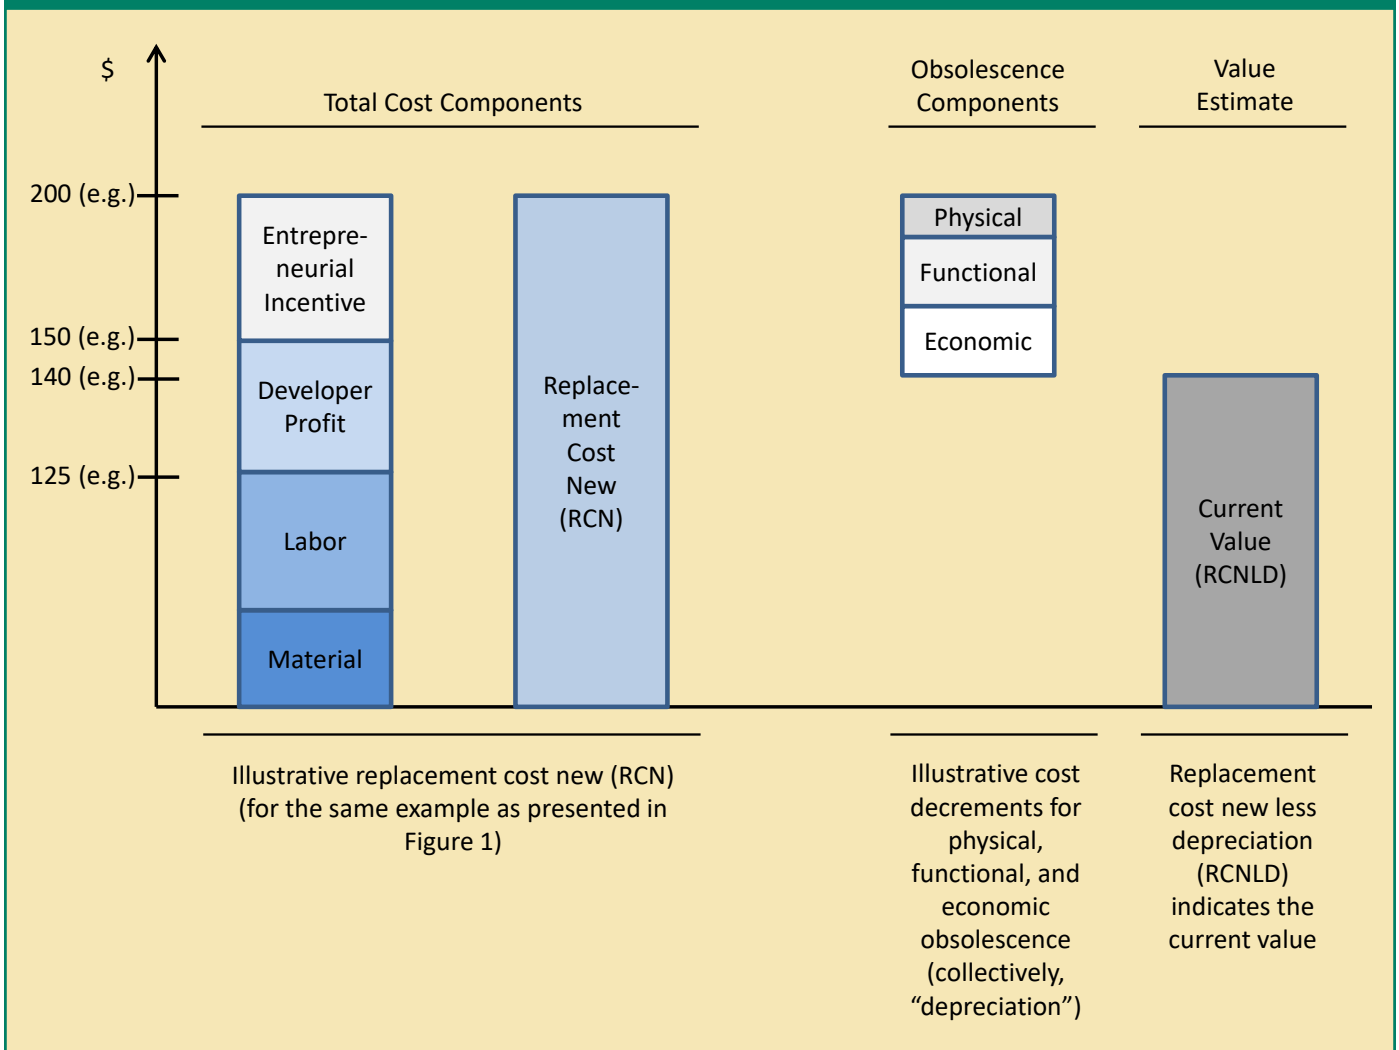 $
Total Cost Components
Obsolescence
Components
Value
Estimate
200 (e.g.)
150 (e.g.)
140 (e.g.)
125 (e.g.)
Entrepre-
neurial
Incentive
Developer
Profit
Labor
Material
Replace-
ment
Cost
New
(RCN)
Physical
Functional
Economic
Current
Value
(RCNLD)
Illustrative replacement cost new (RCN)
(for the same example as presented in
Figure 1)
Illustrative cost
decrements for
physical,
functional, and
economic
obsolescence
(collectively,
“depreciation”)
Replacement
cost new less
depreciation
(RCNLD)
indicates the
current value